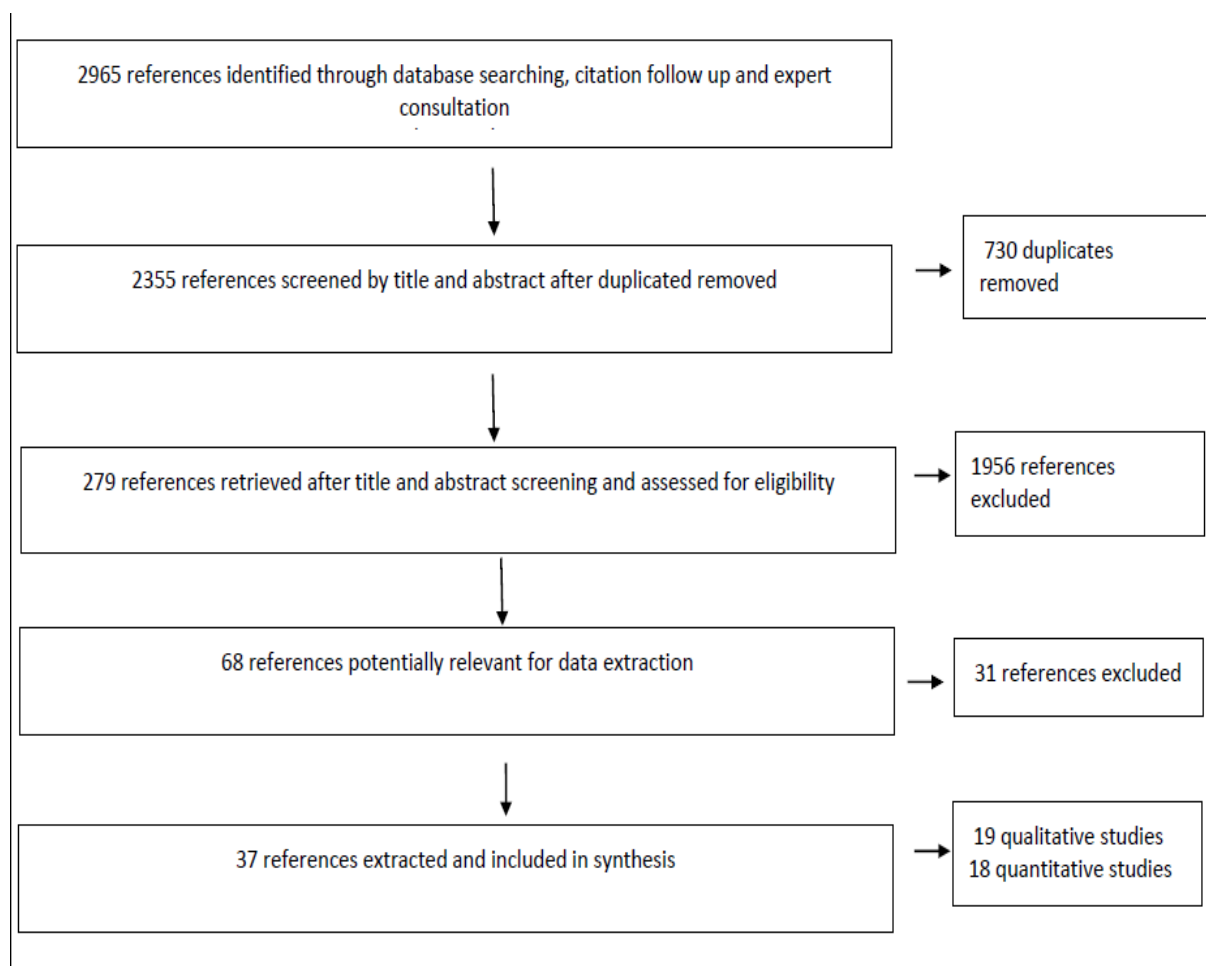 2965 references identified through database searching, citation follow up and expert
consultation
2355 references screened by title and abstract after duplicated removed
730 duplicates
removed
279 references retrieved after title and abstract screening and assessed for eligibility
1956 references
excluded
68 references potentially relevant for data extraction
31 references excluded
37 references extracted and included in synthesis
19 qualitative studies
18 quantitative studies